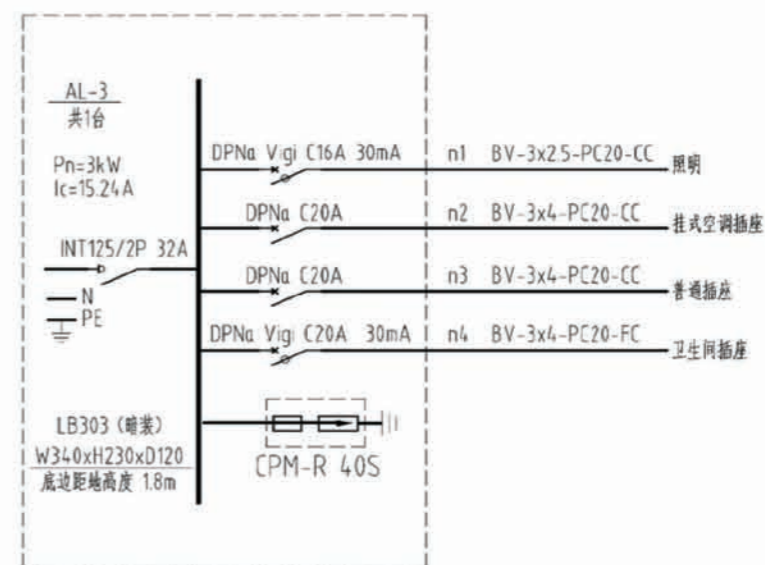 AL-3
共1台
Pn=3kW
Ic=15.24A
INT125/2P 32A
N
PE
LB303 (暗装)
W340xH230xD120
底边距地高度 1.8m
DPNa Vigi C16A 30mA n1 BV-3x2.5-PC20-CC 照明
DPNa C20A n2 BV-3x4-PC20-CC 挂式空调插座
DPNa C20A n3 BV-3x4-PC20-CC 普通插座
DPNa Vigi C20A 30mA n4 BV-3x4-PC20-FC 卫生间插座
CPM-R 40S